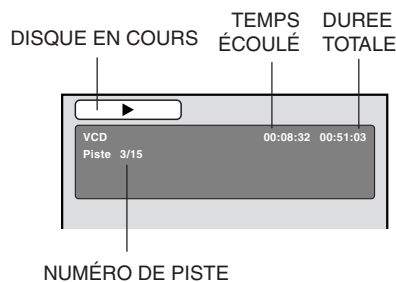 TEMPS DUREE
DISQUE EN COURS ÉCOULÉ TOTALE
VCD 00:08:32 00:51:03
Piste 3/15
NUMÉRO DE PISTE